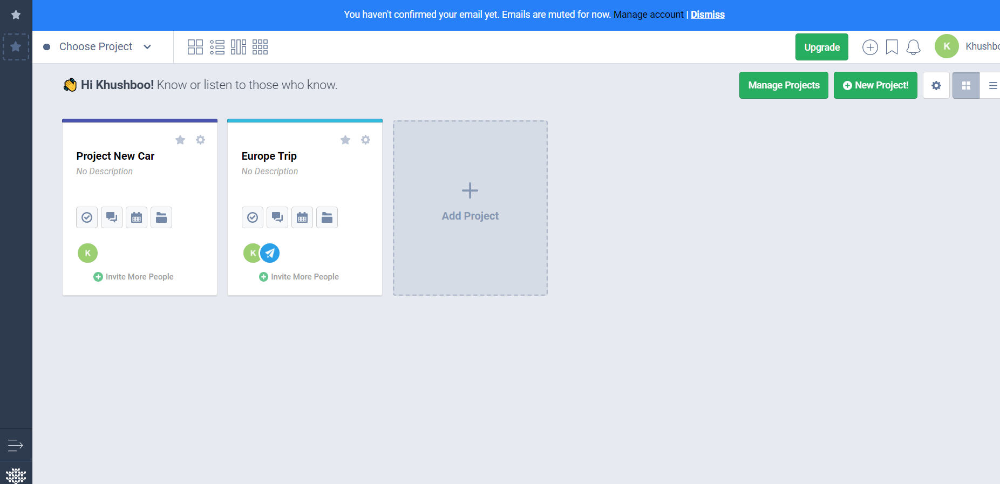 You haven't confirmed your email yet. Emails are muted for now. Manage account | Dismiss
Choose Project
Upgrade
K
Hi Khushboo! Know or listen to those who know.
Manage Projects
New Project!
Project New Car
No Description
K
Invite More People
Europe Trip
No Description
K
Invite More People
Add Project